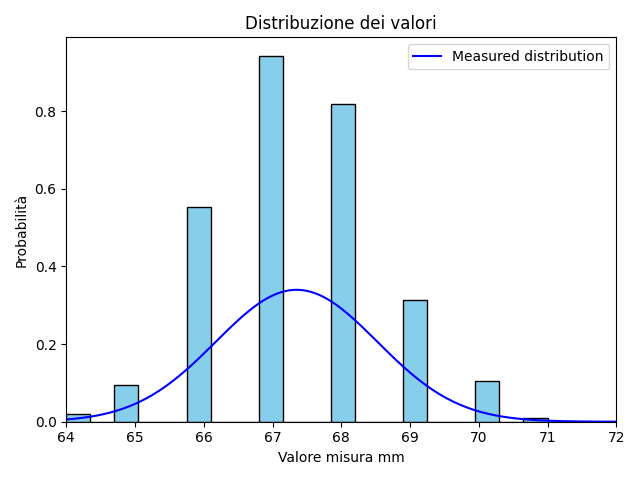 Distribuzione dei valori
Measured distribution
Probabilità
0.8
0.6
0.4
0.2
0.0
64 65 66 67 68 69 70 71 72
Valore misura mm